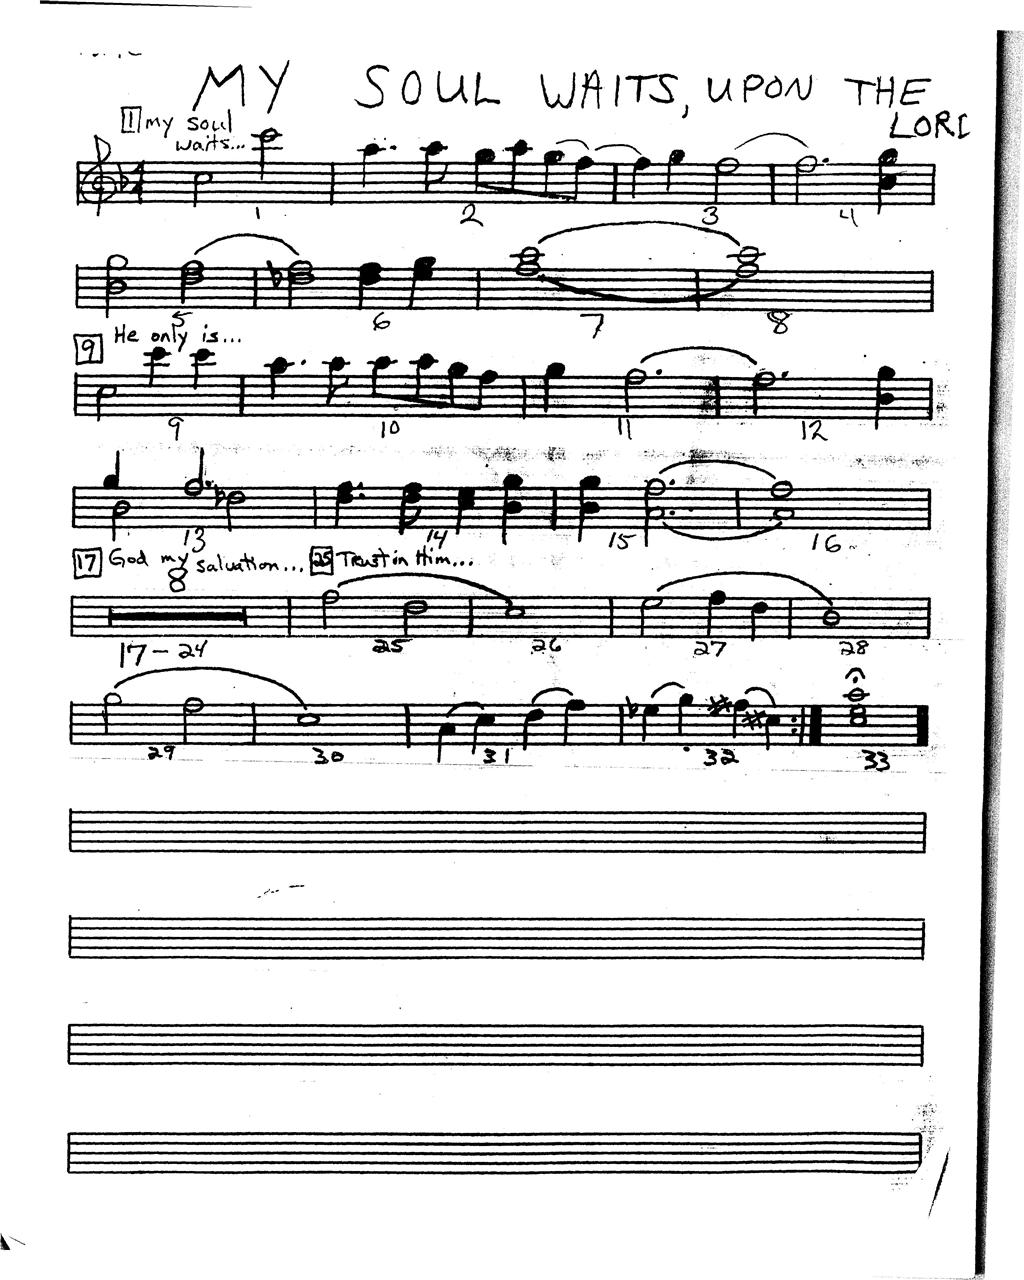 MY SOUL WAITS, UPON THE
LORD
1 my soul
waits...
1 2 3 4
5 6 7 8
9 He only is...
9 10 11 12
13 14 15 16
17 God my salvation... 25 Trust in Him...
8
17-24 25 26 27 28
29 30 31 32 33